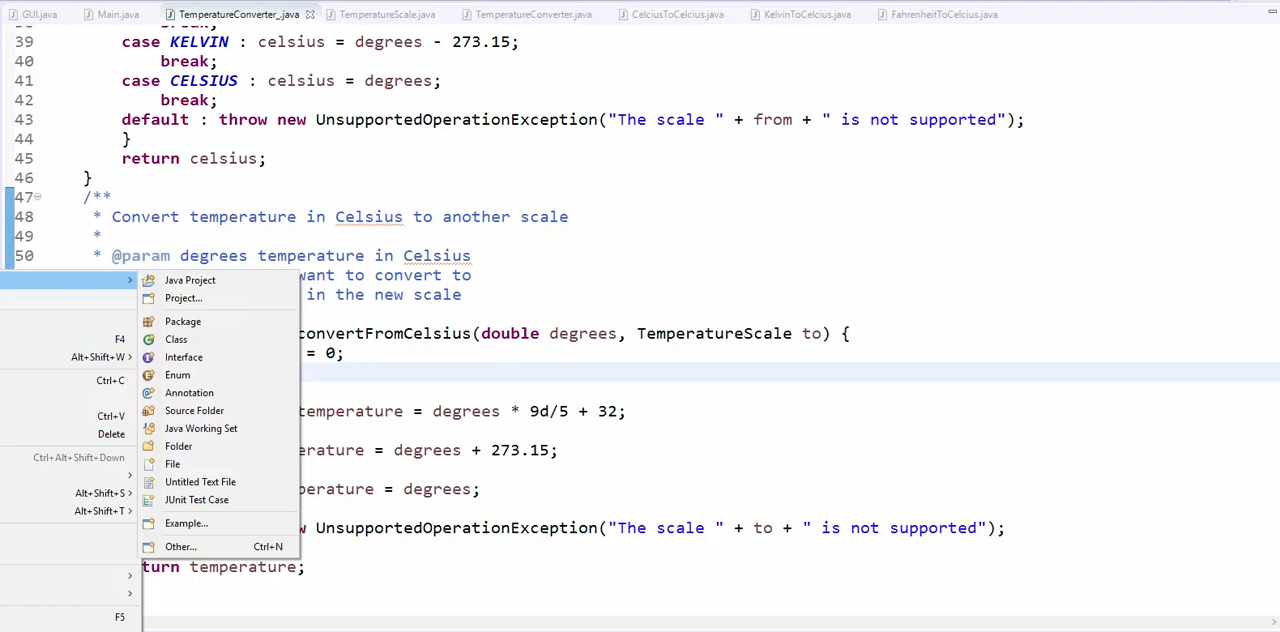 GUI.java Main.java TemperatureConverter_.java TemperatureScale.java TemperatureConverter.java CelciusToCelcius.java KelvinToCelcius.java FahrenheitToCelcius.java
38 break;
39 case KELVIN : celsius = degrees - 273.15;
40 break;
41 case CELSIUS : celsius = degrees;
42 break;
43 default : throw new UnsupportedOperationException("The scale " + from + " is not supported");
44 }
45 return celsius;
46 }
47 /**
48 * Convert temperature in Celsius to another scale
49 *
50 * @param degrees temperature in Celsius
want to convert to
in the new scale
convertFromCelsius(double degrees, TemperatureScale to) {
= 0;
temperature = degrees * 9d/5 + 32;
erature = degrees + 273.15;
perature = degrees;
w UnsupportedOperationException("The scale " + to + " is not supported");
turn temperature;
F4
Alt+Shift+W
Ctrl+C
Ctrl+V
Delete
Ctrl+Alt+Shift+Down
Alt+Shift+S
Alt+Shift+T
F5
Java Project
Project...
Package
Class
Interface
Enum
Annotation
Source Folder
Java Working Set
Folder
File
Untitled Text File
JUnit Test Case
Example...
Other... Ctrl+N